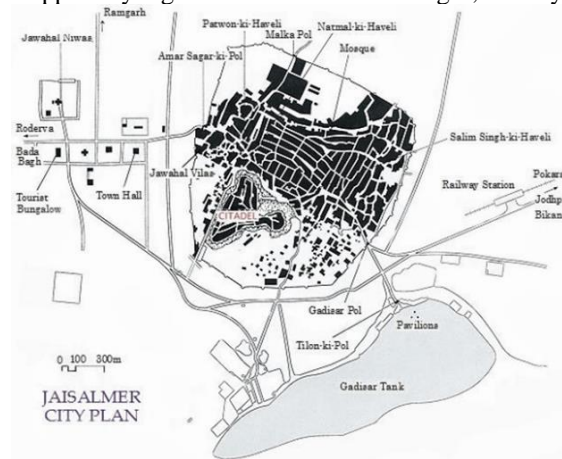 Ramgarh
Patwon-ki-Haveli
Natmal-ki-Haveli
Malka Pol
Jawahal Niwas
Mosque
Amar Sagar-ki-Pol
Roderva
Bada
Bagh
Salim Singh-ki-Haveli
Jawahal Vilas
Tourist
Bungalow
Town Hall
Railway Station
Pokara
Jodhp
Bikan
CITADEL
Gadisar Pol
Pavilions
Tilon-ki-Pol
0 100 300m
Gadisar Tank
JAISALMER
CITY PLAN